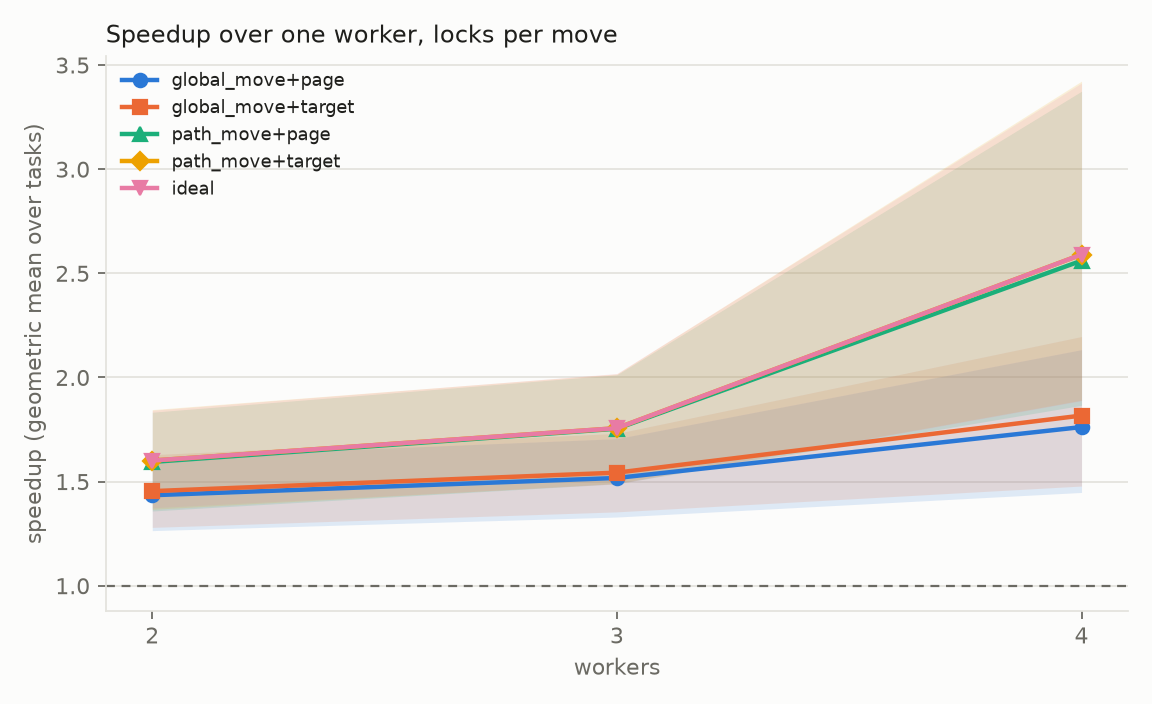 Speedup over one worker, locks per move
global_move+page
global_move+target
path_move+page
path_move+target
ideal
speedup (geometric mean over tasks)
3.5
3.0
2.5
2.0
1.5
1.0
2
3
4
workers